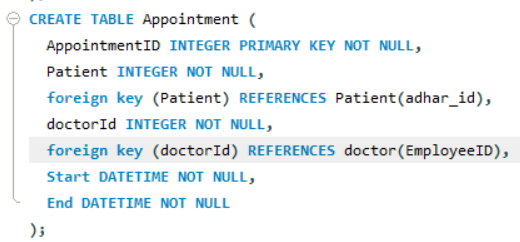 CREATE TABLE Appointment (
AppointmentID INTEGER PRIMARY KEY NOT NULL,
Patient INTEGER NOT NULL,
foreign key (Patient) REFERENCES Patient(adhar_id),
doctorId INTEGER NOT NULL,
foreign key (doctorId) REFERENCES doctor(EmployeeID),
Start DATETIME NOT NULL,
End DATETIME NOT NULL
);